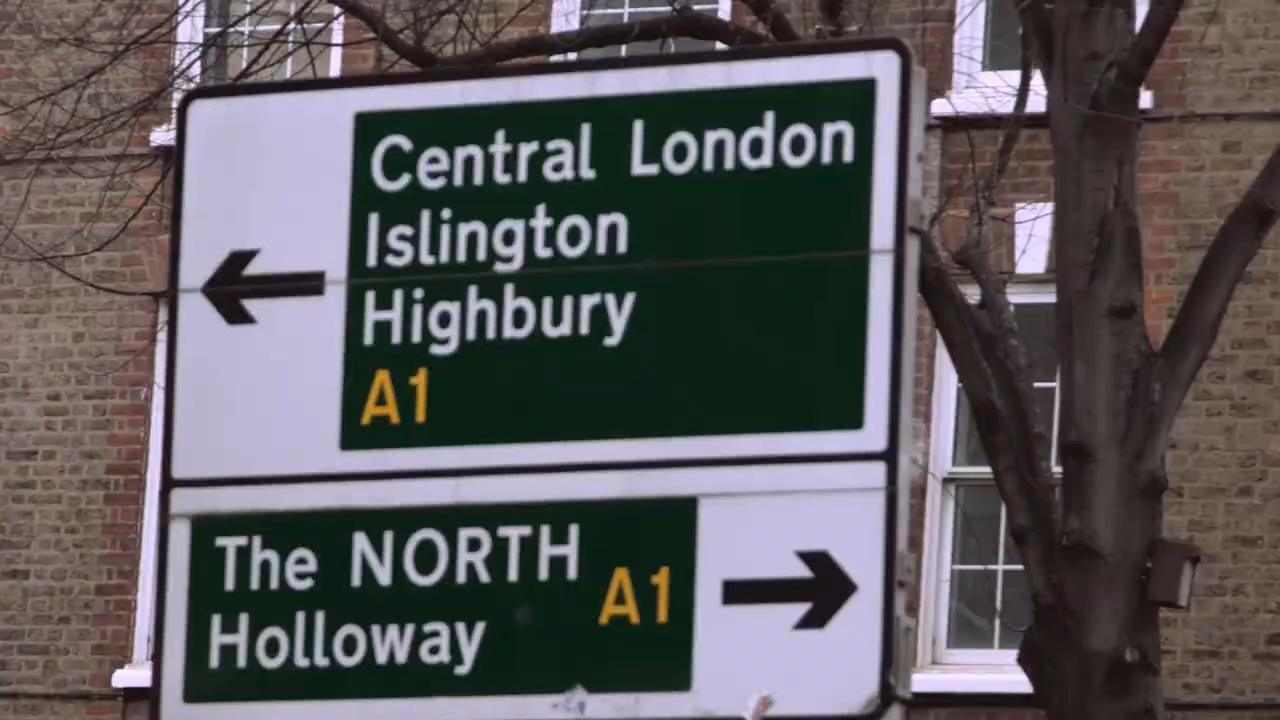 Central London
Islington
Highbury
A1
The NORTH
Holloway
A1